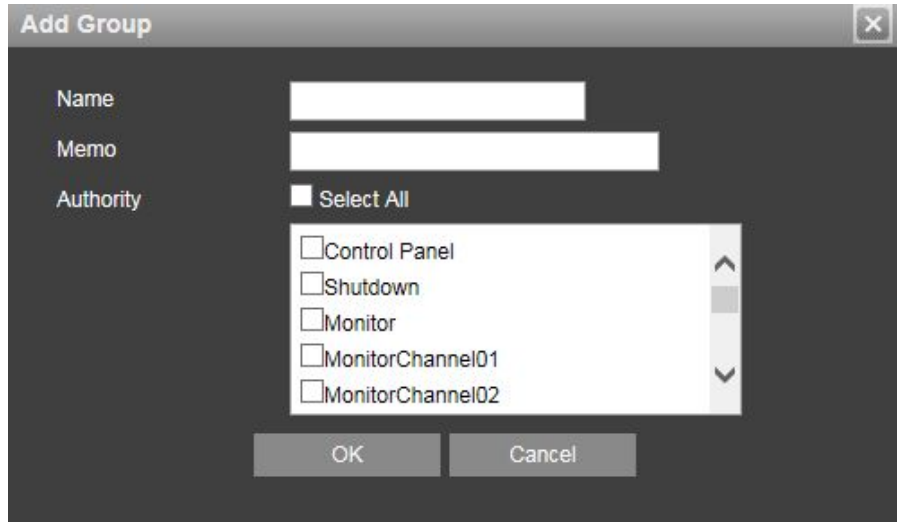 Add Group
Name
Memo
Authority
Select All
Control Panel
Shutdown
Monitor
MonitorChannel01
MonitorChannel02
OK
Cancel